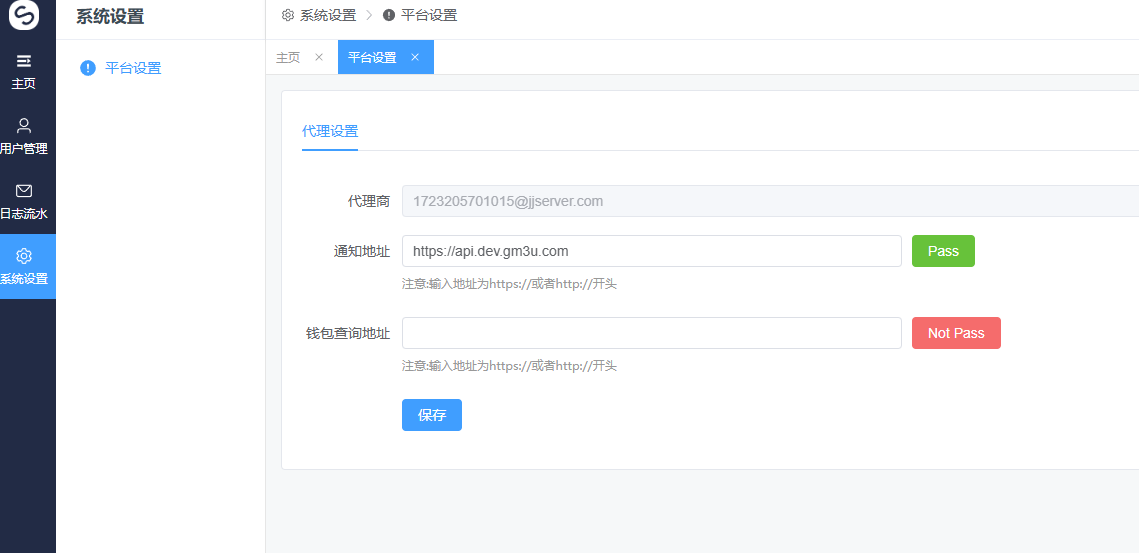 系统设置
系统设置 > 平台设置
主页
平台设置
主页 ×
平台设置 ×
用户管理
日志流水
系统设置
代理设置
代理商 1723205701015@jjserver.com
通知地址 https://api.dev.gm3u.com Pass
注意:输入地址为https://或者http://开头
钱包查询地址 Not Pass
注意:输入地址为https://或者http://开头
保存